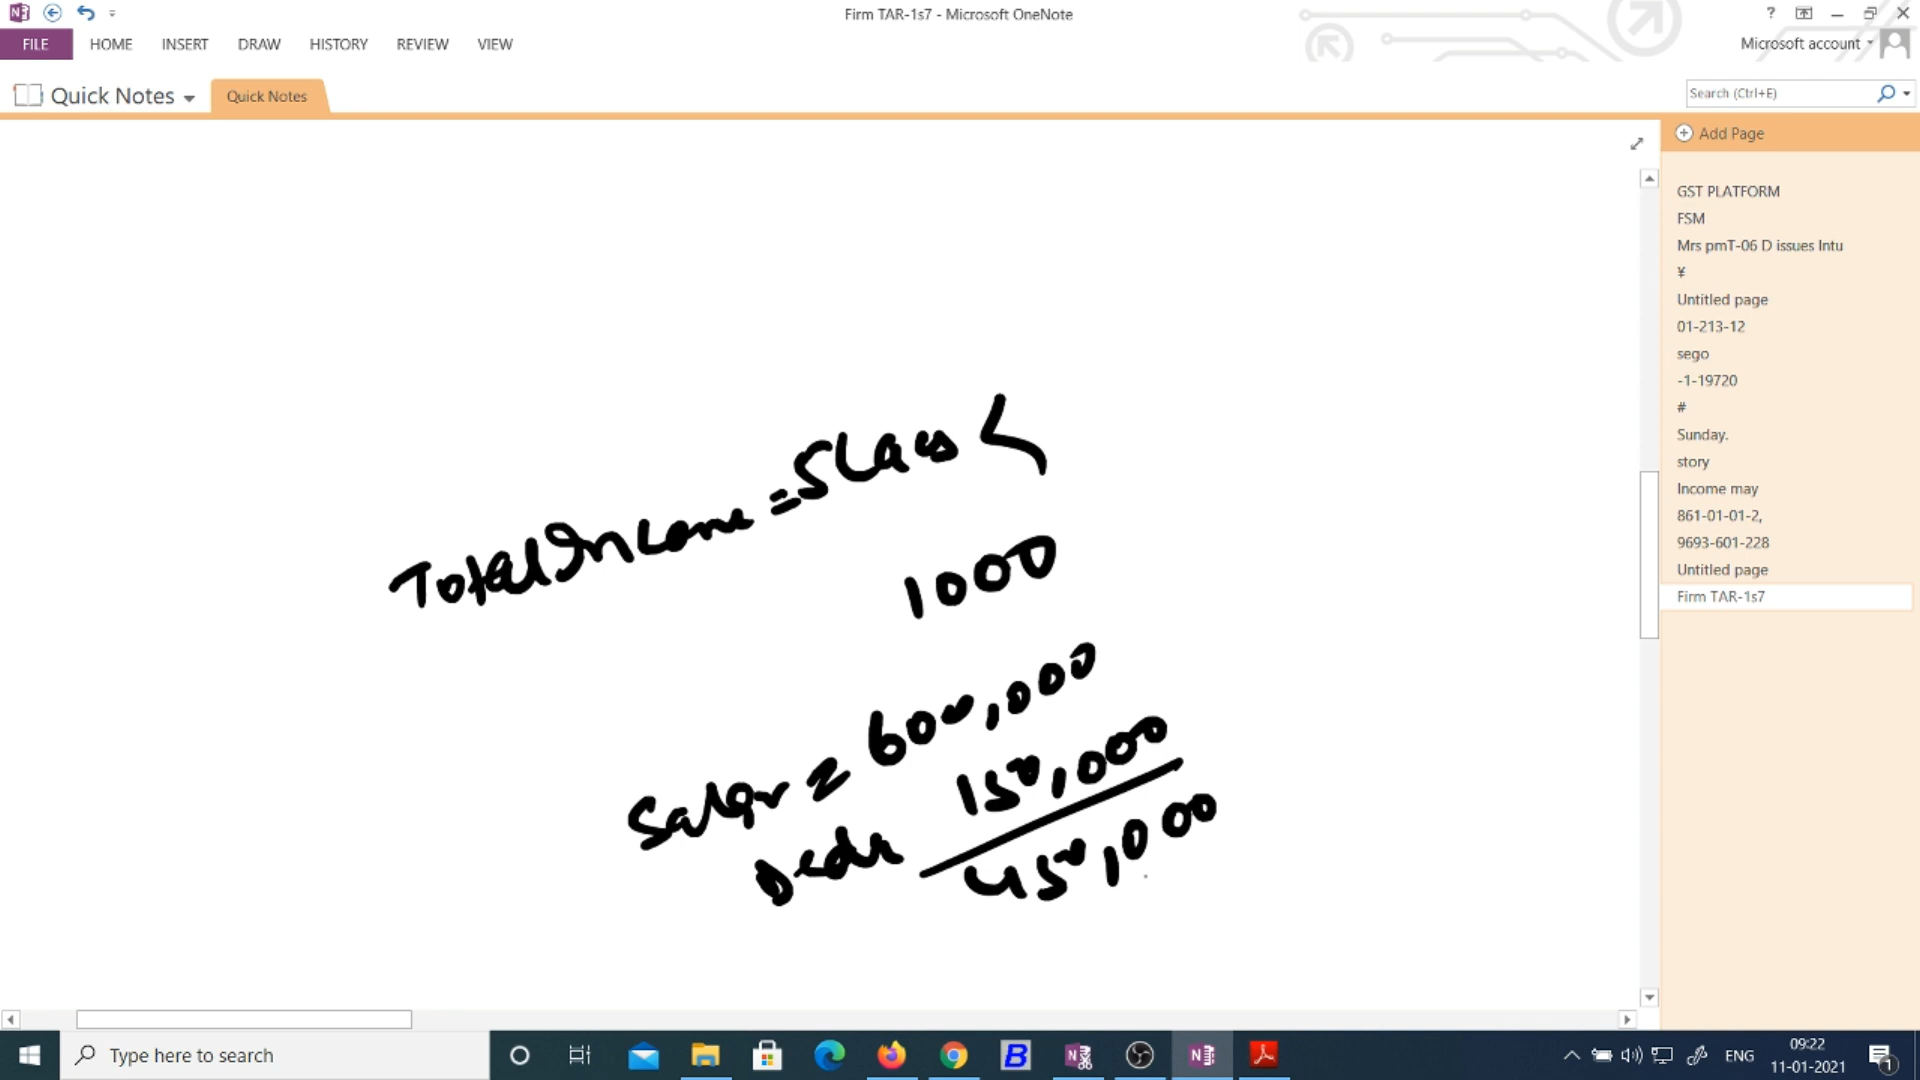 Firm TAR-1s7 - Microsoft OneNote
?
FILE HOME INSERT DRAW HISTORY REVIEW VIEW
Microsoft account
Quick Notes
Quick Notes
Search (Ctrl+E)
Add Page
GST PLATFORM
FSM
Mrs pmT-06 D issues Intu
¥
Untitled page
01-213-12
sego
-1-19720
#
Sunday.
story
Income may
861-01-01-2,
9693-601-228
Untitled page
Firm TAR-1s7
Total Income = 5 Lacs <
1000
Salary = 600,000
Dedn 150,000
450,000
Type here to search
ENG
09:22
11-01-2021
1